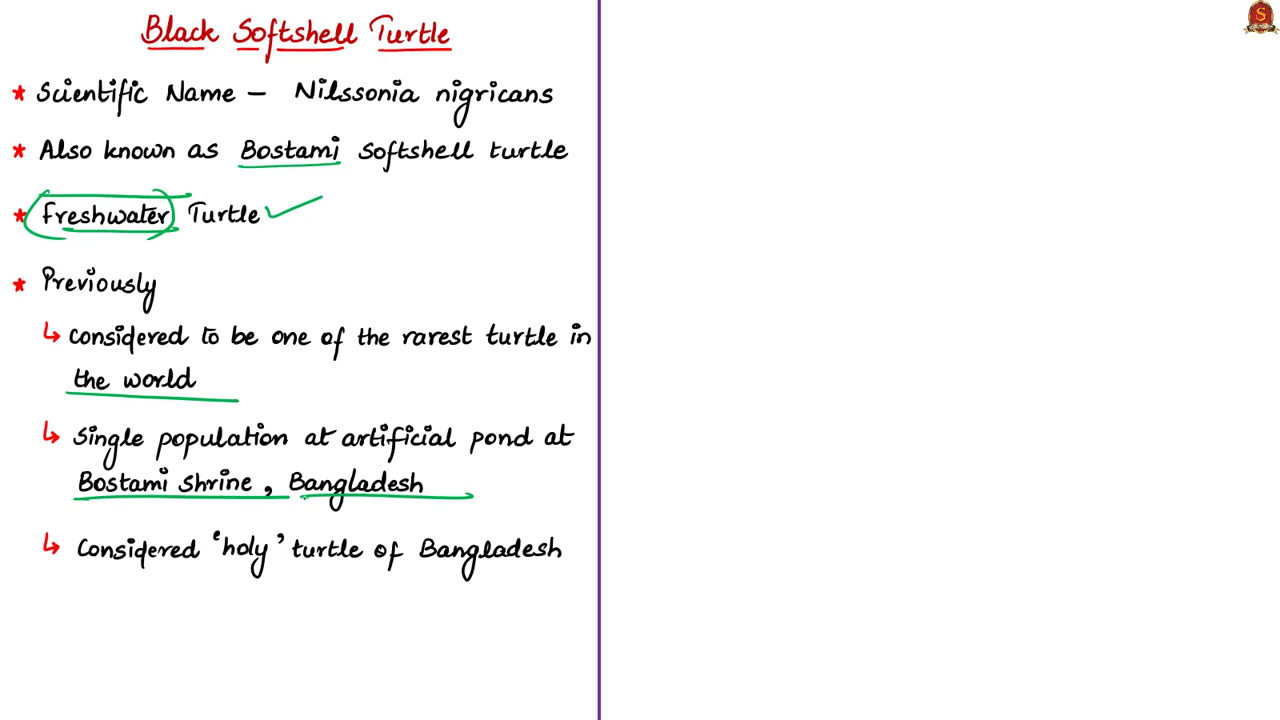 Black Softshell Turtle
* Scientific Name – Nilssonia nigricans
* Also known as Bostami softshell turtle
* Freshwater Turtle ✓
* Previously
↳ considered to be one of the rarest turtle in
the world
↳ Single population at artificial pond at
Bostami shrine, Bangladesh
↳ Considered 'holy' turtle of Bangladesh
S